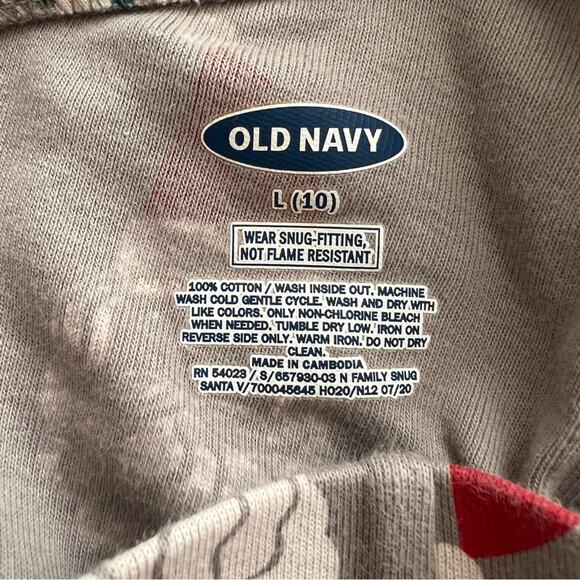 OLD NAVY
L (10)
WEAR SNUG-FITTING,
NOT FLAME RESISTANT
100% COTTON / WASH INSIDE OUT. MACHINE
WASH COLD GENTLE CYCLE. WASH AND DRY WITH
LIKE COLORS. ONLY NON-CHLORINE BLEACH
WHEN NEEDED. TUMBLE DRY LOW. IRON ON
REVERSE SIDE ONLY. WARM IRON. DO NOT DRY
CLEAN.
MADE IN CAMBODIA
RN 54023 / S/657930-03 N FAMILY SNUG
SANTA V/700045645 HO20/N12 07/20